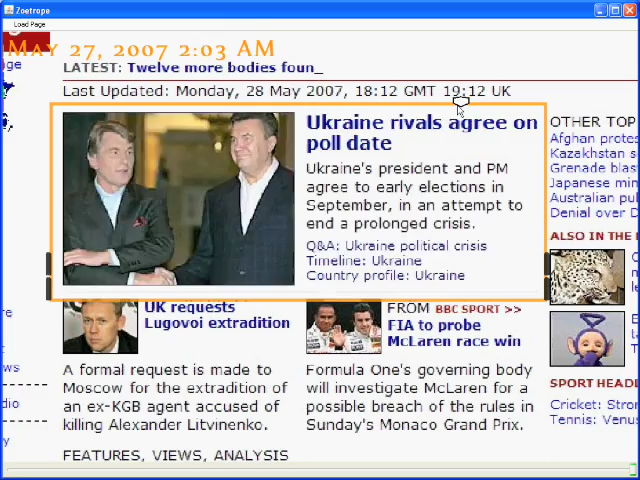 Zoetrope
Load Page
May 27, 2007 2:03 AM
ge
LATEST: Twelve more bodies foun_
Last Updated: Monday, 28 May 2007, 18:12 GMT 19:12 UK
Ukraine rivals agree on
poll date
Ukraine's president and PM
agree to early elections in
September, in an attempt to
end a prolonged crisis.
Q&A: Ukraine political crisis
Timeline: Ukraine
Country profile: Ukraine
OTHER TOP
Afghan protes
Kazakhstan s
Grenade blas
Japanese min
Australian pul
Denial over D
ALSO IN THE
UK requests
Lugovoi extradition
A formal request is made to
Moscow for the extradition of
an ex-KGB agent accused of
killing Alexander Litvinenko.
FROM BBC SPORT >>
FIA to probe
McLaren race win
Formula One's governing body
will investigate McLaren for a
possible breach of the rules in
Sunday's Monaco Grand Prix.
SPORT HEADL
Cricket: Stron
Tennis: Venus
re
ws
dio
y
FEATURES, VIEWS, ANALYSIS